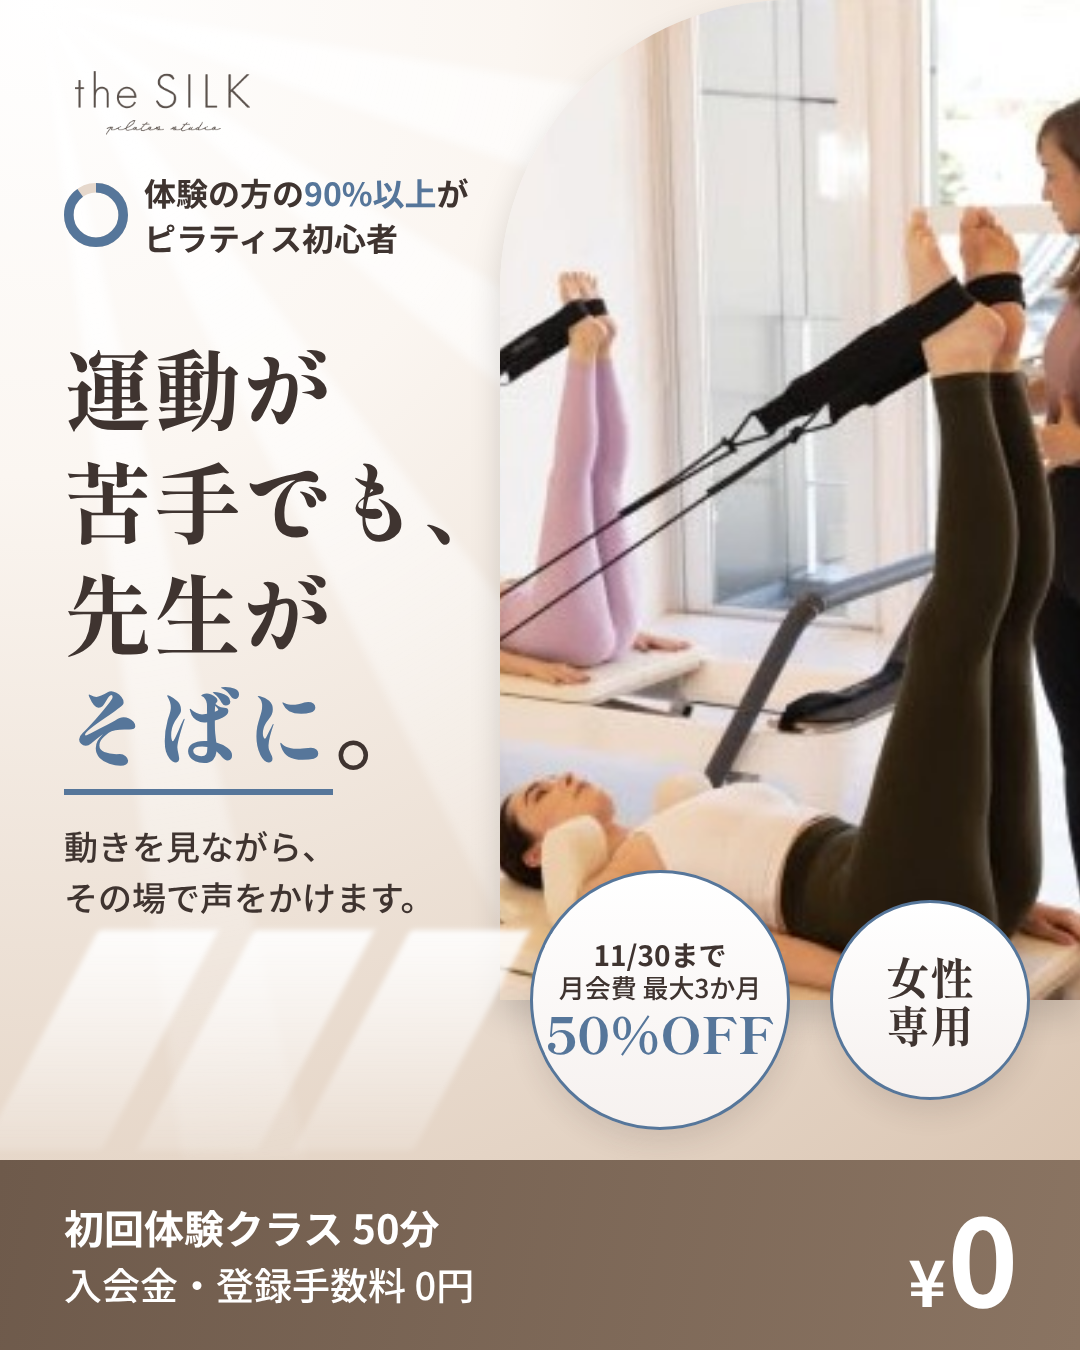 the SILK
pilates studio
体験の方の90%以上が
ピラティス初心者
運動が
苦手でも、
先生が
そばに。
動きを見ながら、
その場で声をかけます。
11/30まで
月会費 最大3か月
50%OFF
女性
専用
初回体験クラス 50分
入会金・登録手数料 0円
¥0